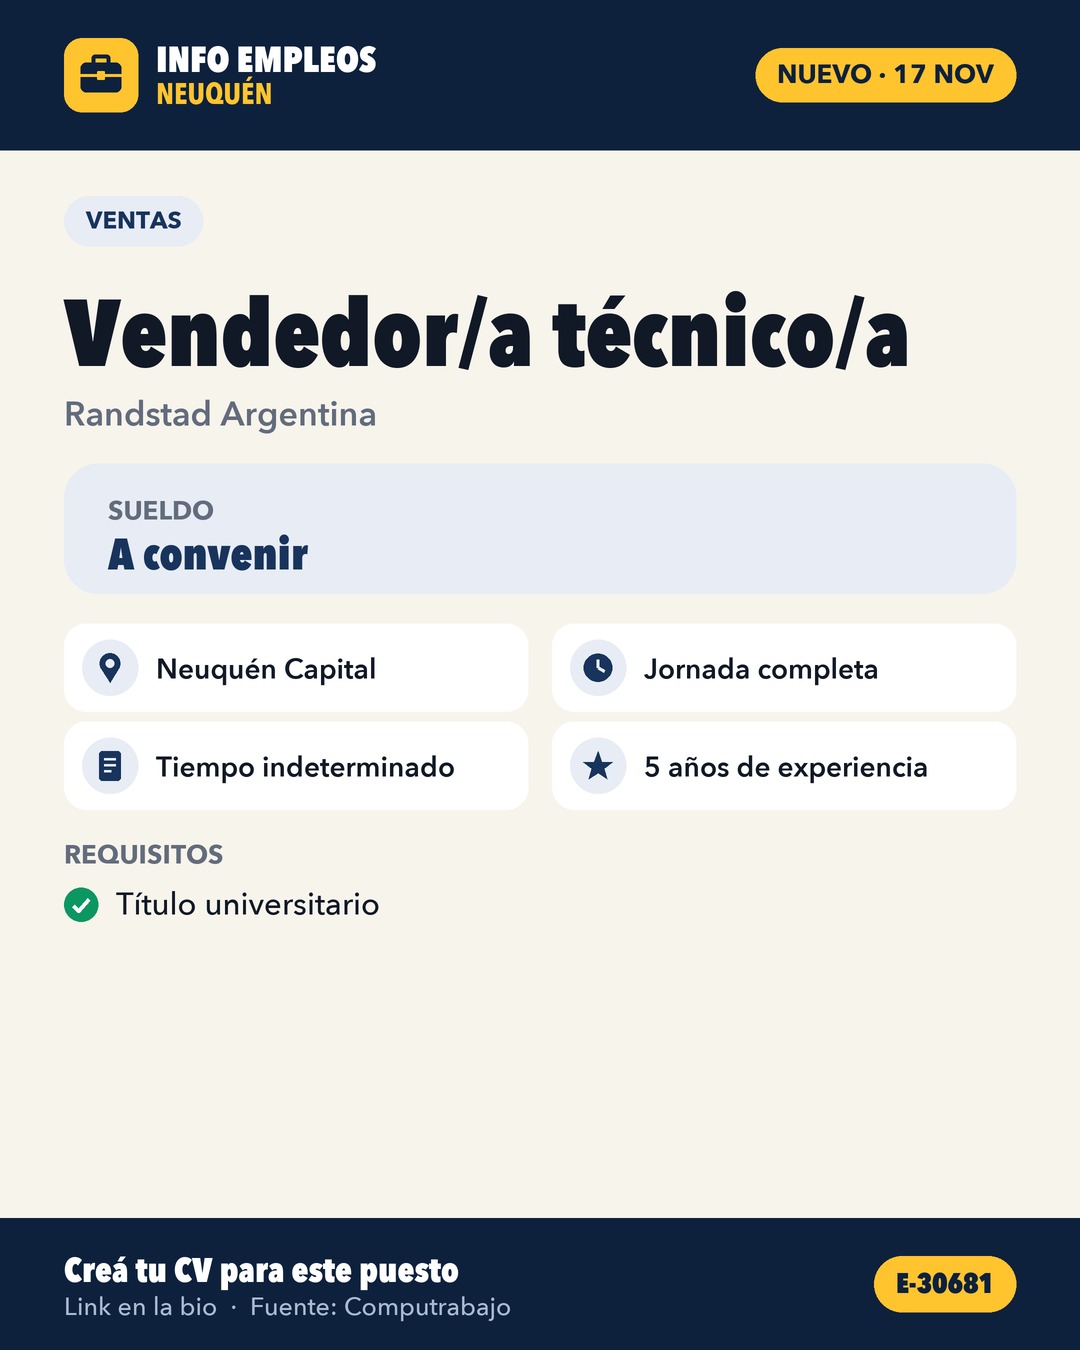 INFO EMPLEOS
NEUQUÉN
NUEVO · 17 NOV
VENTAS
Vendedor/a técnico/a
Randstad Argentina
SUELDO
A convenir
Neuquén Capital
Jornada completa
Tiempo indeterminado
5 años de experiencia
REQUISITOS
Título universitario
Creá tu CV para este puesto
Link en la bio · Fuente: Computrabajo
E-30681